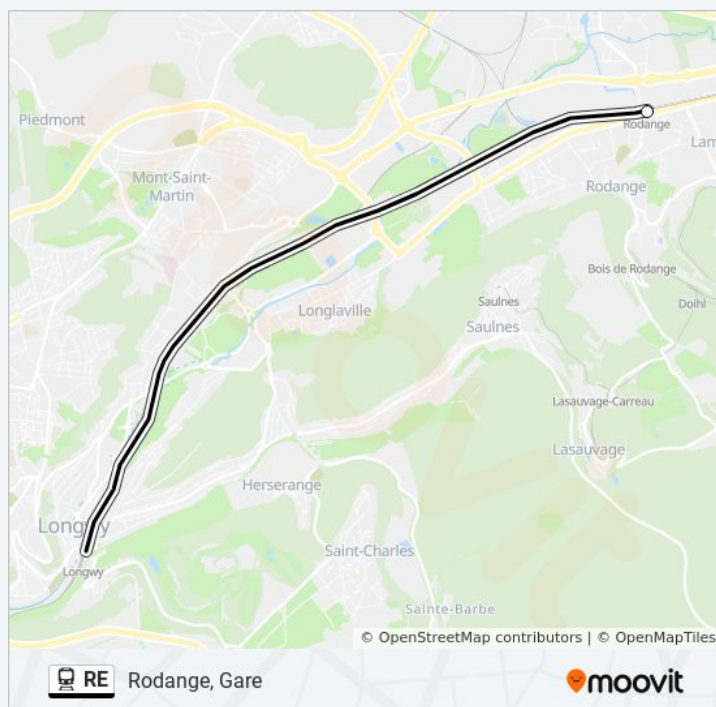 Piedmont
Mont-Saint-
Martin
Rodange
Lam
Rodange
Bois de Rodange
Doihl
Longlaville
Saulnes
Saulnes
Lasauvage-Carreau
Lasauvage
Herserange
Longwy
Longwy
Saint-Charles
Sainte-Barbe
© OpenStreetMap contributors | © OpenMapTiles
RE Rodange, Gare
moovit